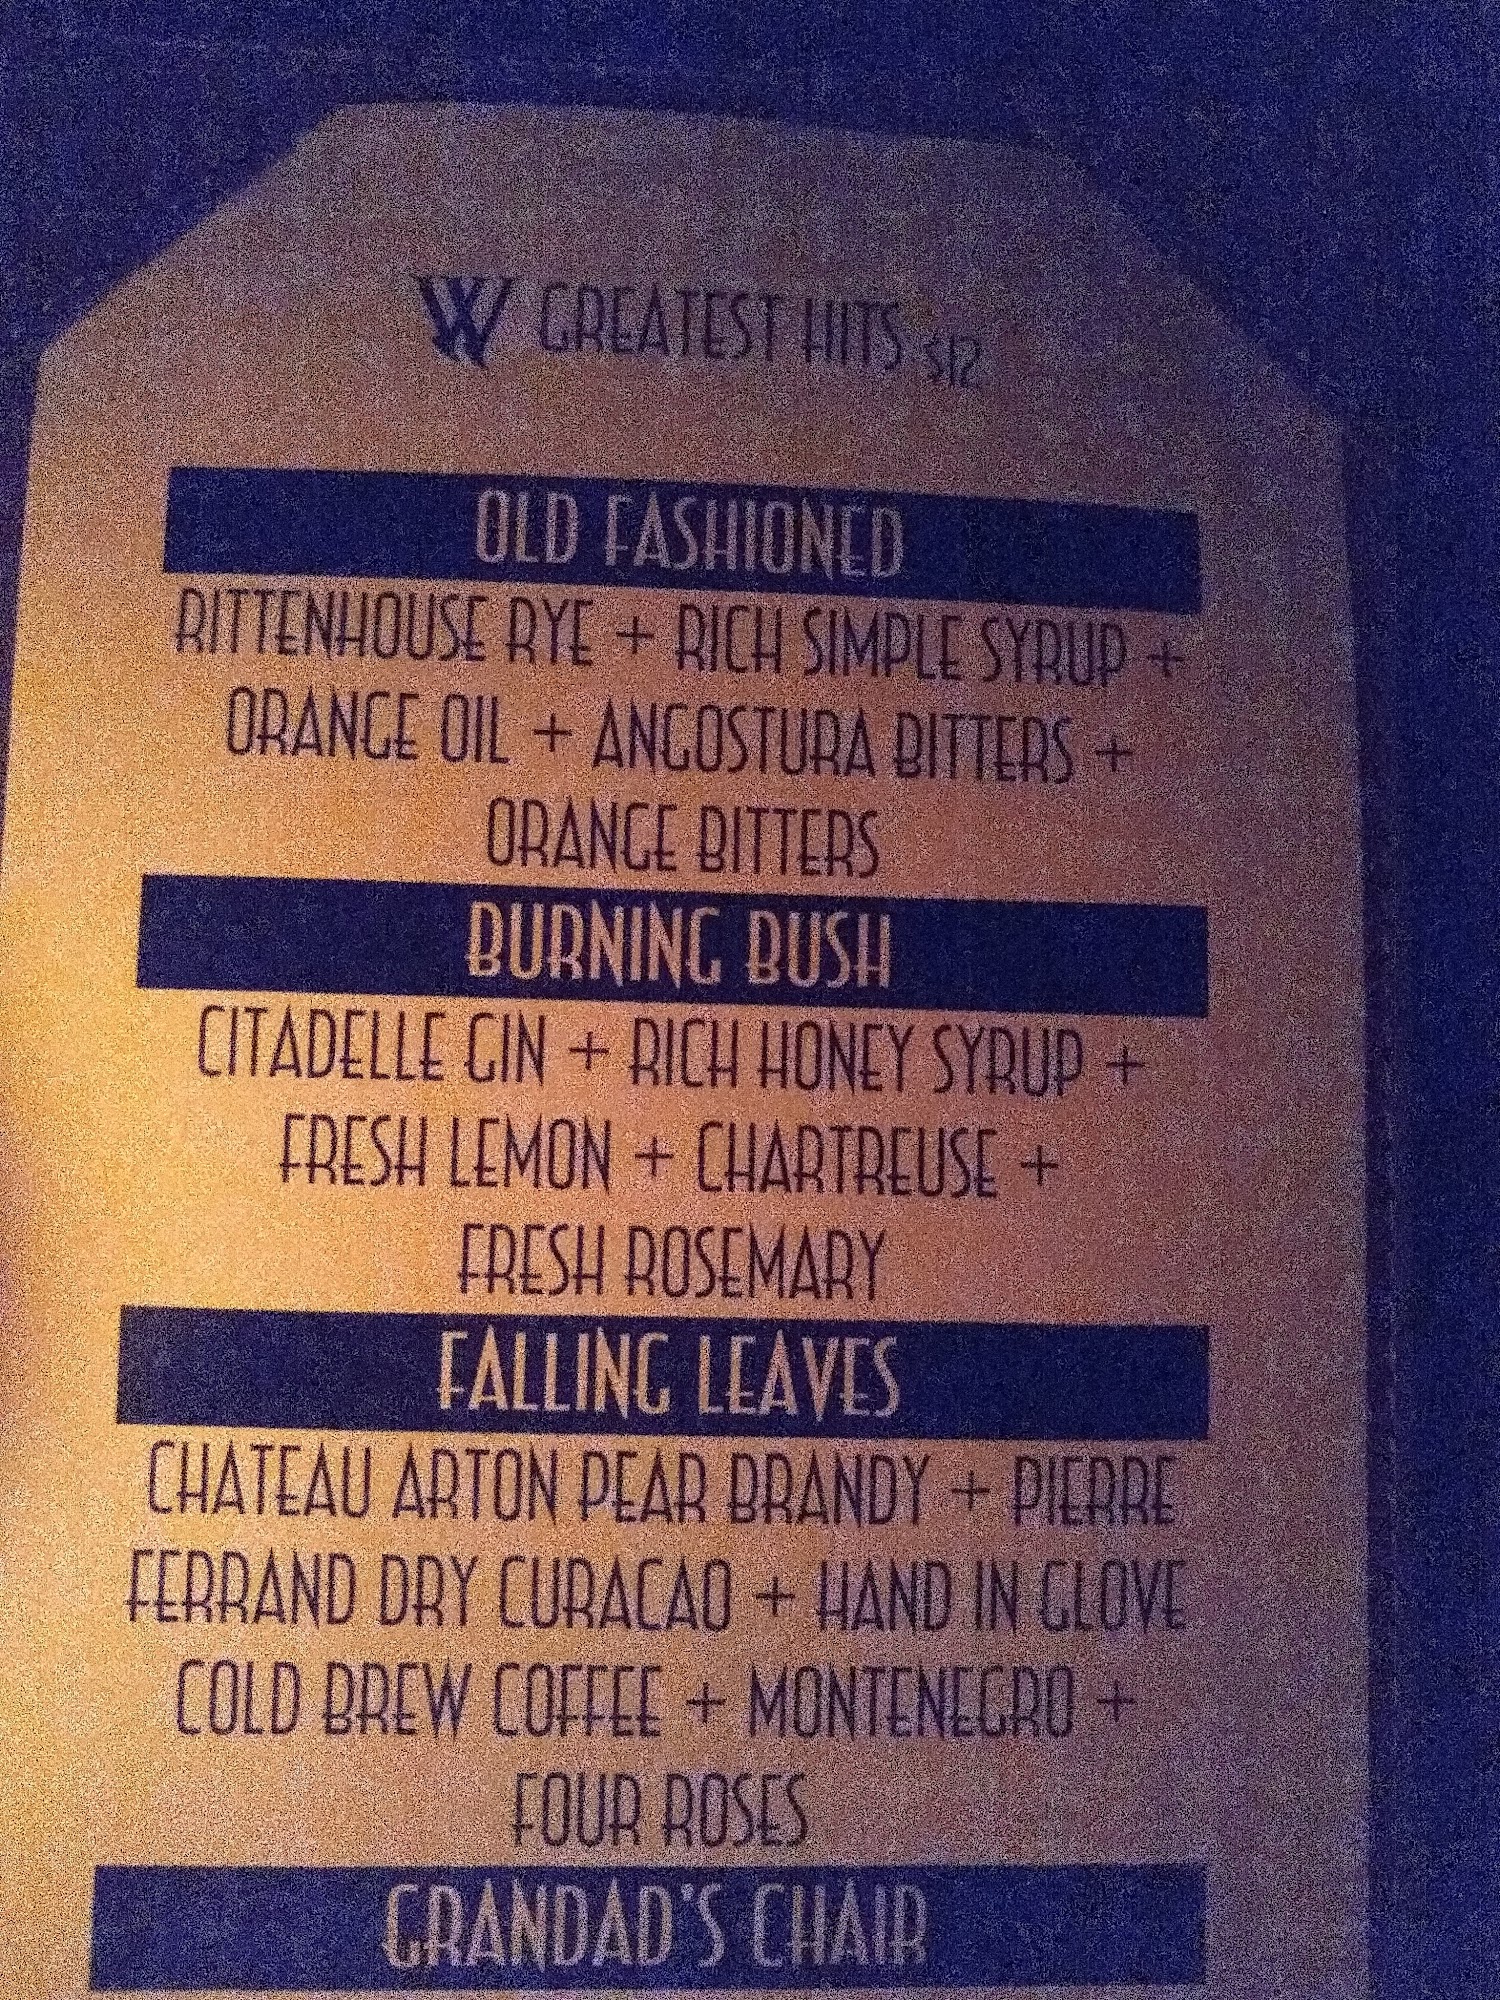 W GREATEST HITS $12
OLD FASHIONED
RITTENHOUSE RYE + RICH SIMPLE SYRUP +
ORANGE OIL + ANGOSTURA BITTERS +
ORANGE BITTERS
BURNING BUSH
CITADELLE GIN + RICH HONEY SYRUP +
FRESH LEMON + CHARTREUSE +
FRESH ROSEMARY
FALLING LEAVES
CHATEAU ARTON PEAR BRANDY + PIERRE
FERRAND DRY CURACAO + HAND IN GLOVE
COLD BREW COFFEE + MONTENEGRO +
FOUR ROSES
GRANDAD'S CHAIR